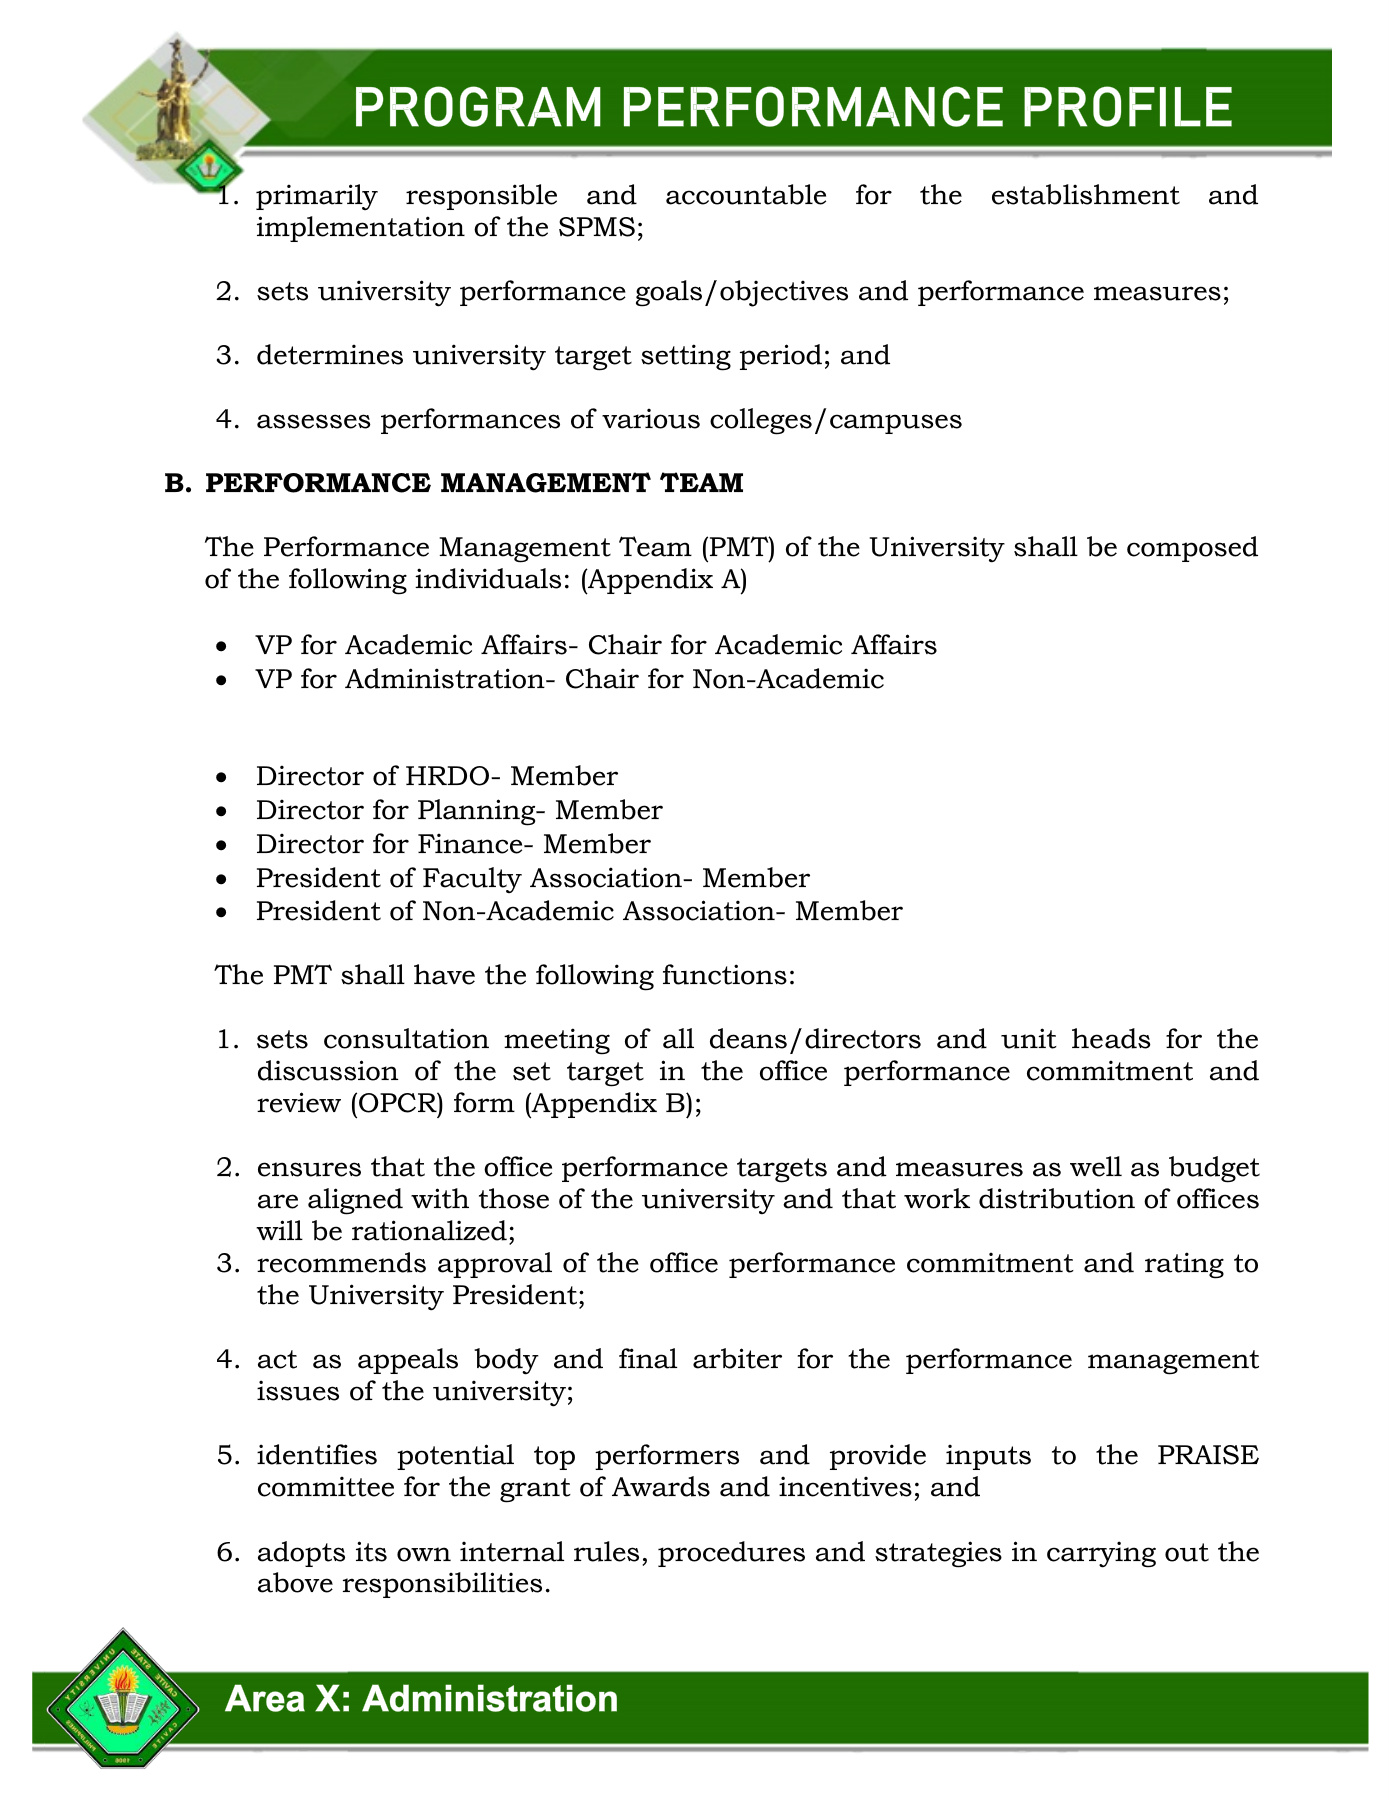 PROGRAM PERFORMANCE PROFILE
1. primarily responsible and accountable for the establishment and
implementation of the SPMS;
2. sets university performance goals/objectives and performance measures;
3. determines university target setting period; and
4. assesses performances of various colleges/campuses
B. PERFORMANCE MANAGEMENT TEAM
The Performance Management Team (PMT) of the University shall be composed
of the following individuals: (Appendix A)
• VP for Academic Affairs- Chair for Academic Affairs
• VP for Administration- Chair for Non-Academic
• Director of HRDO- Member
• Director for Planning- Member
• Director for Finance- Member
• President of Faculty Association- Member
• President of Non-Academic Association- Member
The PMT shall have the following functions:
1. sets consultation meeting of all deans/directors and unit heads for the
discussion of the set target in the office performance commitment and
review (OPCR) form (Appendix B);
2. ensures that the office performance targets and measures as well as budget
are aligned with those of the university and that work distribution of offices
will be rationalized;
3. recommends approval of the office performance commitment and rating to
the University President;
4. act as appeals body and final arbiter for the performance management
issues of the university;
5. identifies potential top performers and provide inputs to the PRAISE
committee for the grant of Awards and incentives; and
6. adopts its own internal rules, procedures and strategies in carrying out the
above responsibilities.
CAVITE STATE UNIVERSITY
CAVITE PHILIPPINES
1906
Area X: Administration